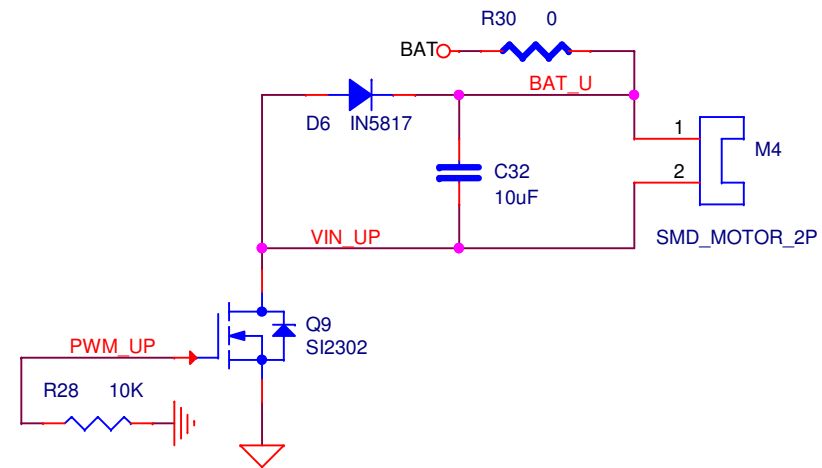 R30 0
BAT
BAT_U
D6 IN5817
1
M4
2
C32
10uF
VIN_UP
SMD_MOTOR_2P
Q9
SI2302
PWM_UP
R28 10K